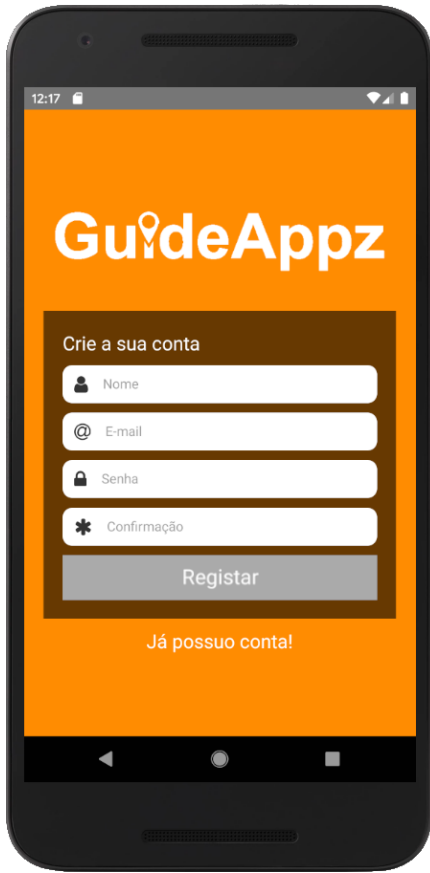 12:17
GuideAppz
Crie a sua conta
Nome
@ E-mail
Senha
Confirmação
Registar
Já possuo conta!